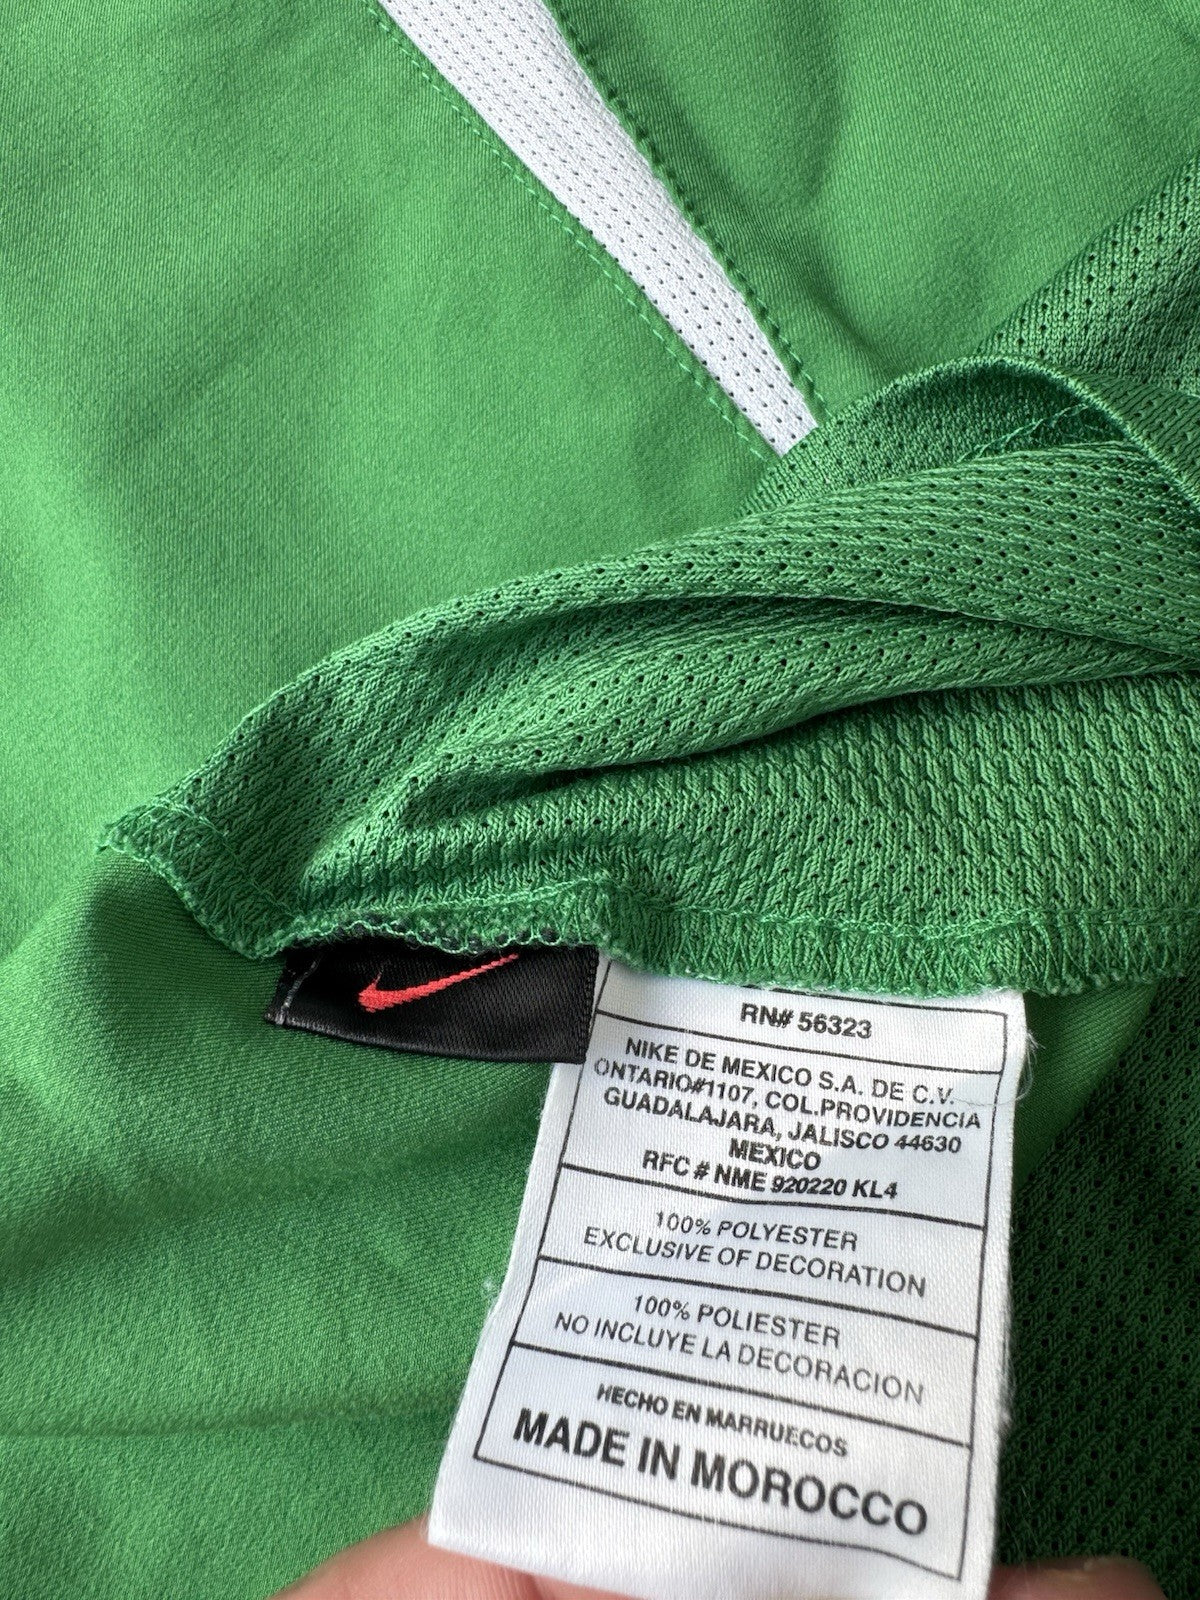 RN# 56323
NIKE DE MEXICO S.A. DE C.V.
ONTARIO#1107, COL.PROVIDENCIA
GUADALAJARA, JALISCO 44630
MEXICO
RFC # NME 920220 KL4
100% POLYESTER
EXCLUSIVE OF DECORATION
100% POLIESTER
NO INCLUYE LA DECORACION
HECHO EN MARRUECOS
MADE IN MOROCCO